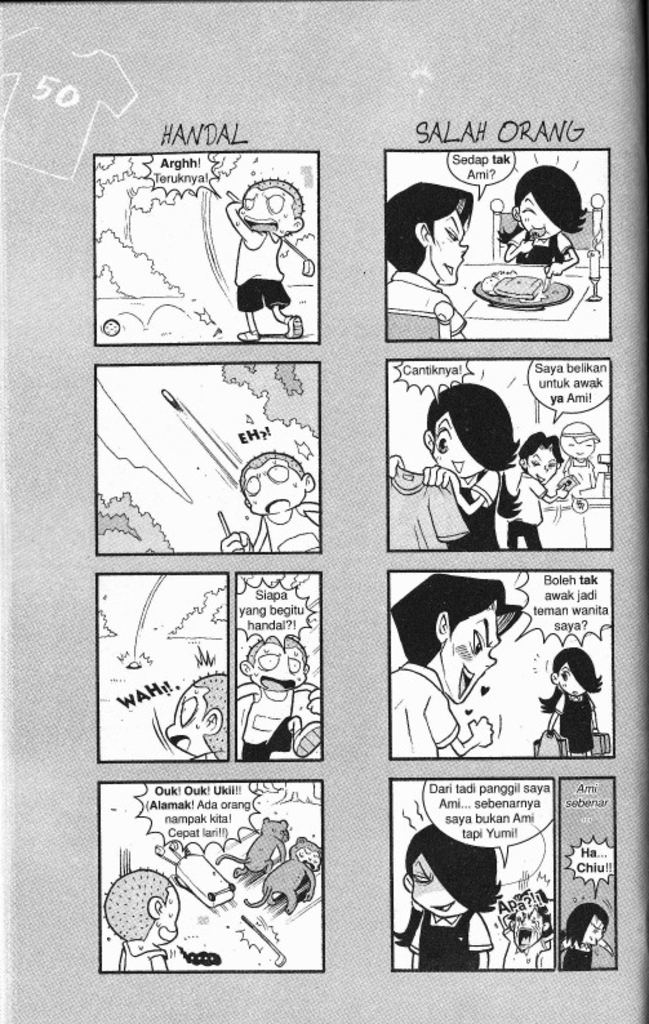 50
HANDAL
Arghh!
Teruknya!
EH?!
WAH!!
Siapa
yang begitu
handal?!
Ouk! Ouk! Ukii!!
(Alamak! Ada orang
nampak kita!
Cepat lari!!)
SALAH ORANG
Sedap tak
Ami?
Cantiknya!
Saya belikan
untuk awak
ya Ami!
Boleh tak
awak jadi
teman wanita
saya?
Dari tadi panggil saya
Ami... sebenarnya
saya bukan Ami
tapi Yumi!
Apa?!
Ami
sebenar
Ha...
Chiu!!